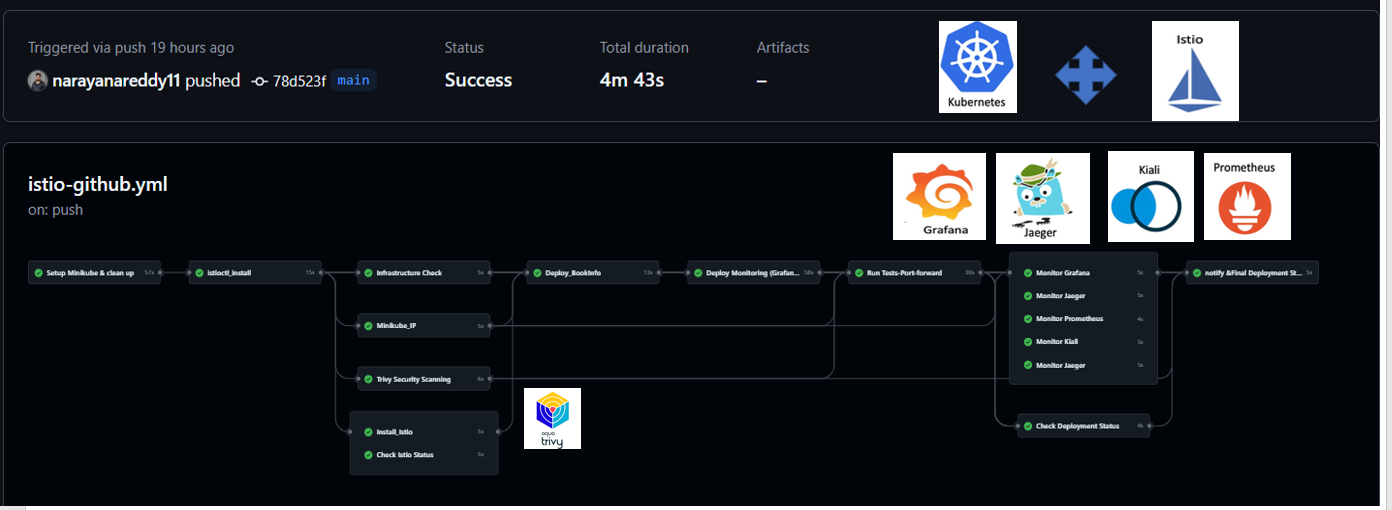 Triggered via push 19 hours ago
Status
Total duration
Artifacts
narayanareddy11 pushed 78d523f main
Success
4m 43s
–
Kubernetes
Istio
istio-github.yml
on: push
Grafana
Jaeger
Kiali
Prometheus
Setup Minikube & clean up 57s
istioctl_install 15s
Infrastructure Check 5s
Deploy_BookInfo 13s
Deploy Monitoring (Grafan... 58s
Run Tests-Port-forward 30s
Monitor Grafana 5s
Monitor Jaeger 5s
Monitor Prometheus 4s
Monitor Kiali 5s
Monitor Jaeger 5s
notify &Final Deployment St... 5s
Minikube_IP 5s
Trivy Security Scanning 6s
Install_Istio 5s
Check Istio Status 5s
aqua
trivy
Check Deployment Status 4s